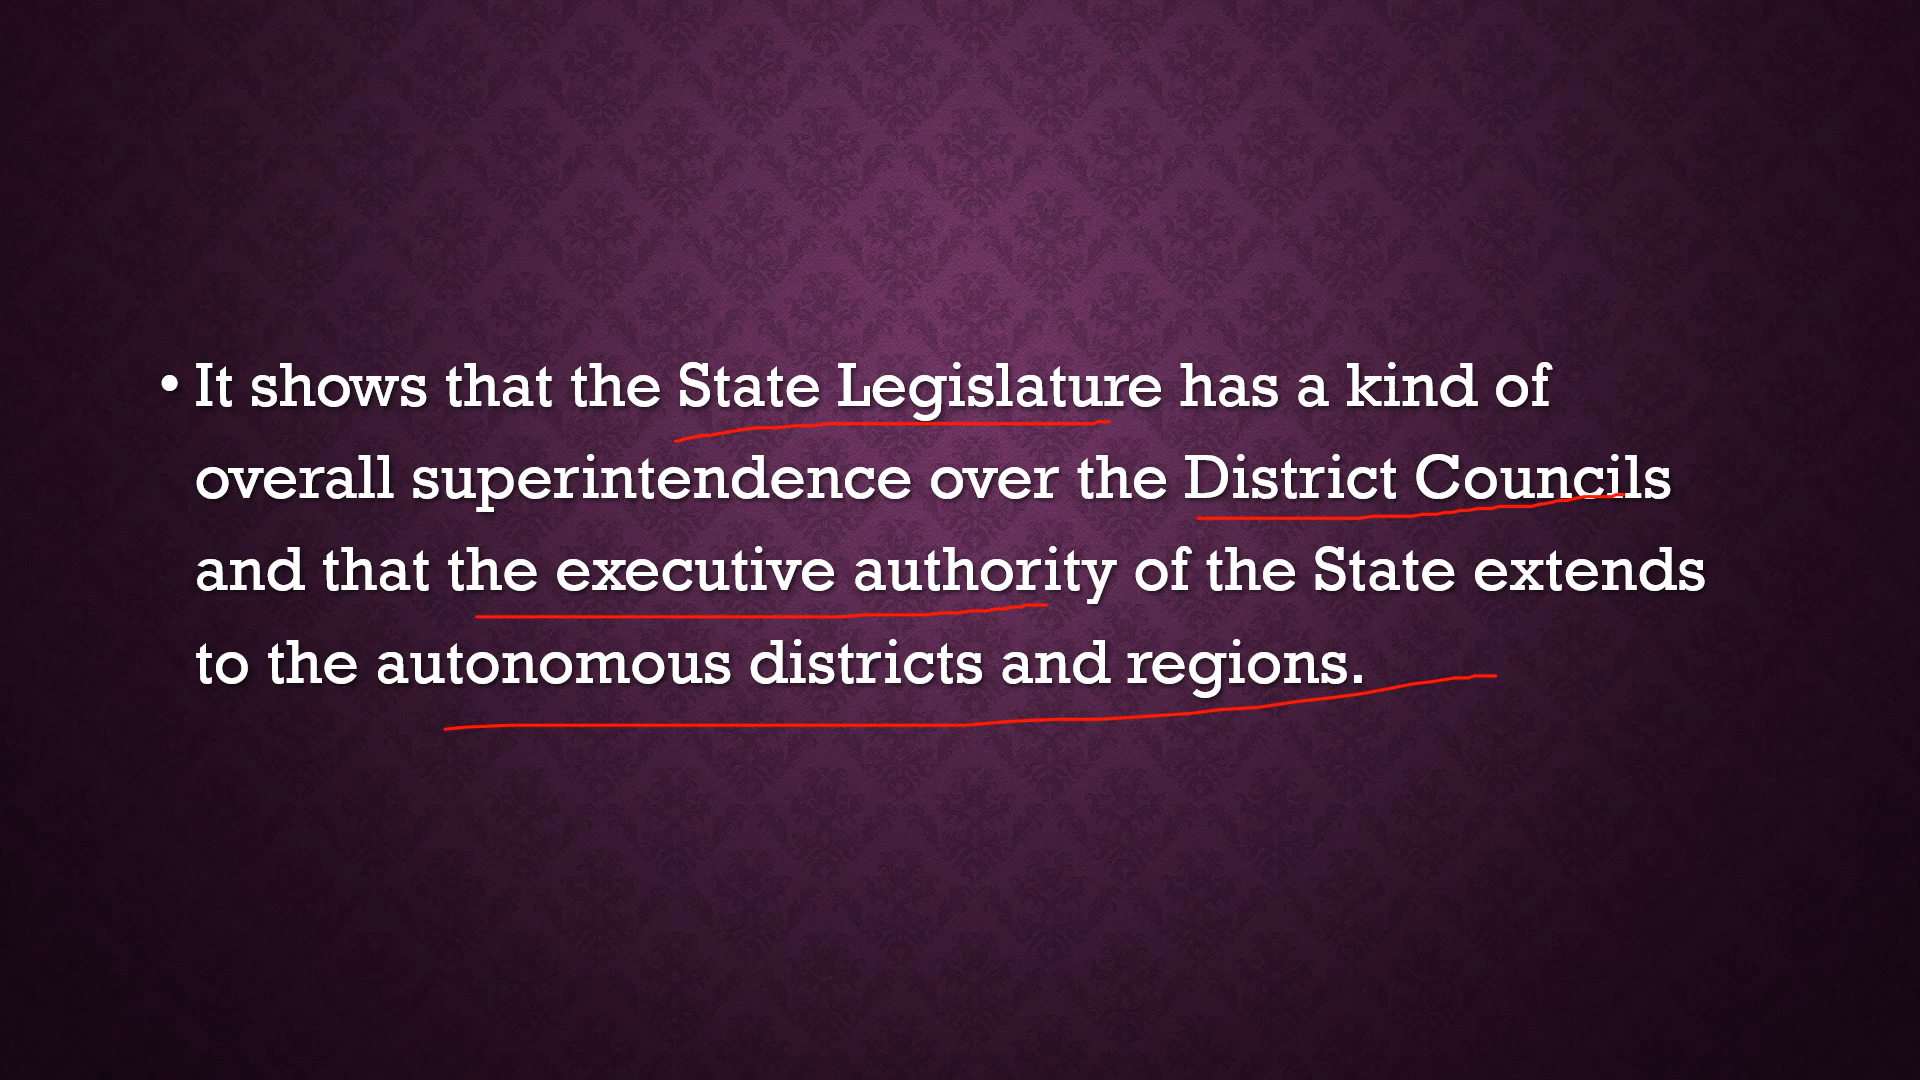 • It shows that the State Legislature has a kind of
overall superintendence over the District Councils
and that the executive authority of the State extends
to the autonomous districts and regions.